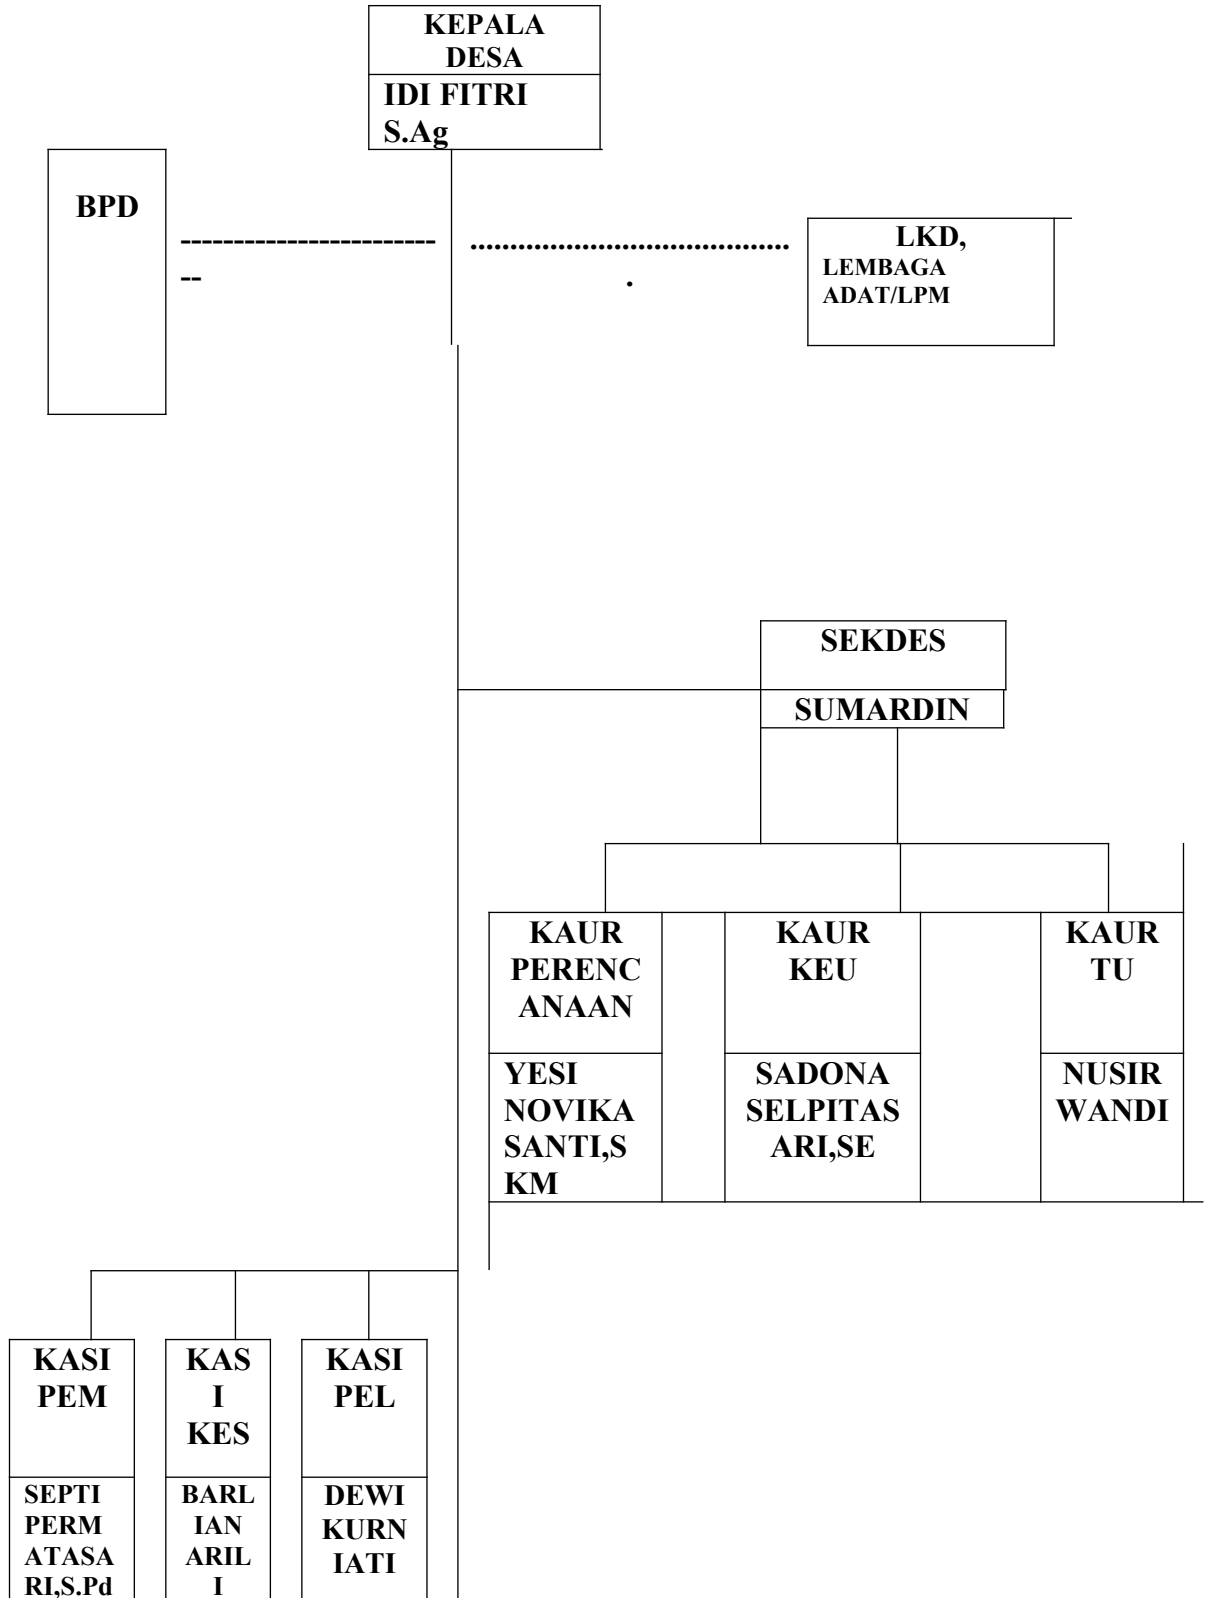 KEPALA
DESA
IDI FITRI
S.Ag
BPD
------------------------
--
.......................................
.
LKD,
LEMBAGA
ADAT/LPM
SEKDES
SUMARDIN
KAUR
PERENC
ANAAN
KAUR
KEU
KAUR
TU
YESI
NOVIKA
SANTI,S
KM
SADONA
SELPITAS
ARI,SE
NUSIR
WANDI
KASI
PEM
KAS
I
KES
KASI
PEL
SEPTI
PERM
ATASA
RI,S.Pd
BARL
IAN
ARIL
I
DEWI
KURN
IATI